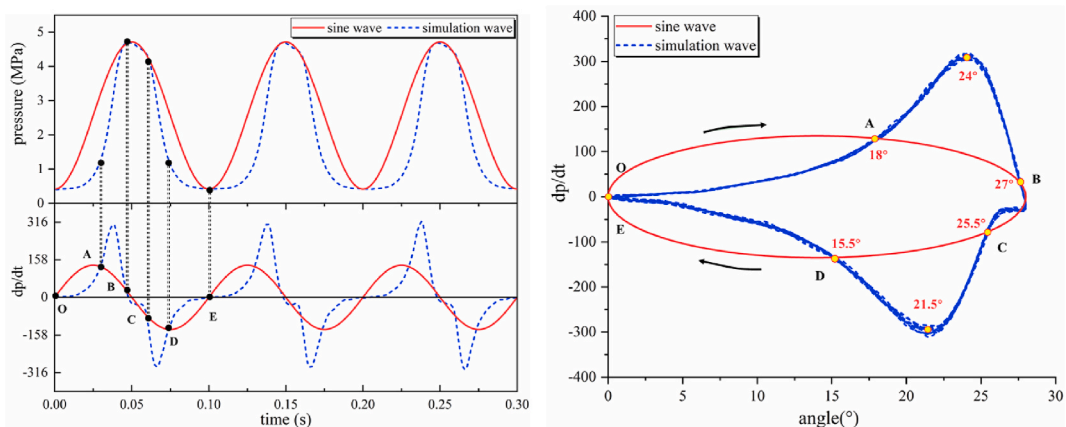 sine wave simulation wave
5
4
3
2
1
0
pressure (MPa)
316
158
0
-158
-316
dp/dt
O
A
B
C
D
E
0.00 0.05 0.10 0.15 0.20 0.25 0.30
time (s)
sine wave
simulation wave
400
300
200
100
0
-100
-200
-300
-400
dp/dt
24°
A
18°
O
27°
B
E
25.5°
C
15.5°
D
21.5°
0 5 10 15 20 25 30
angle(°)